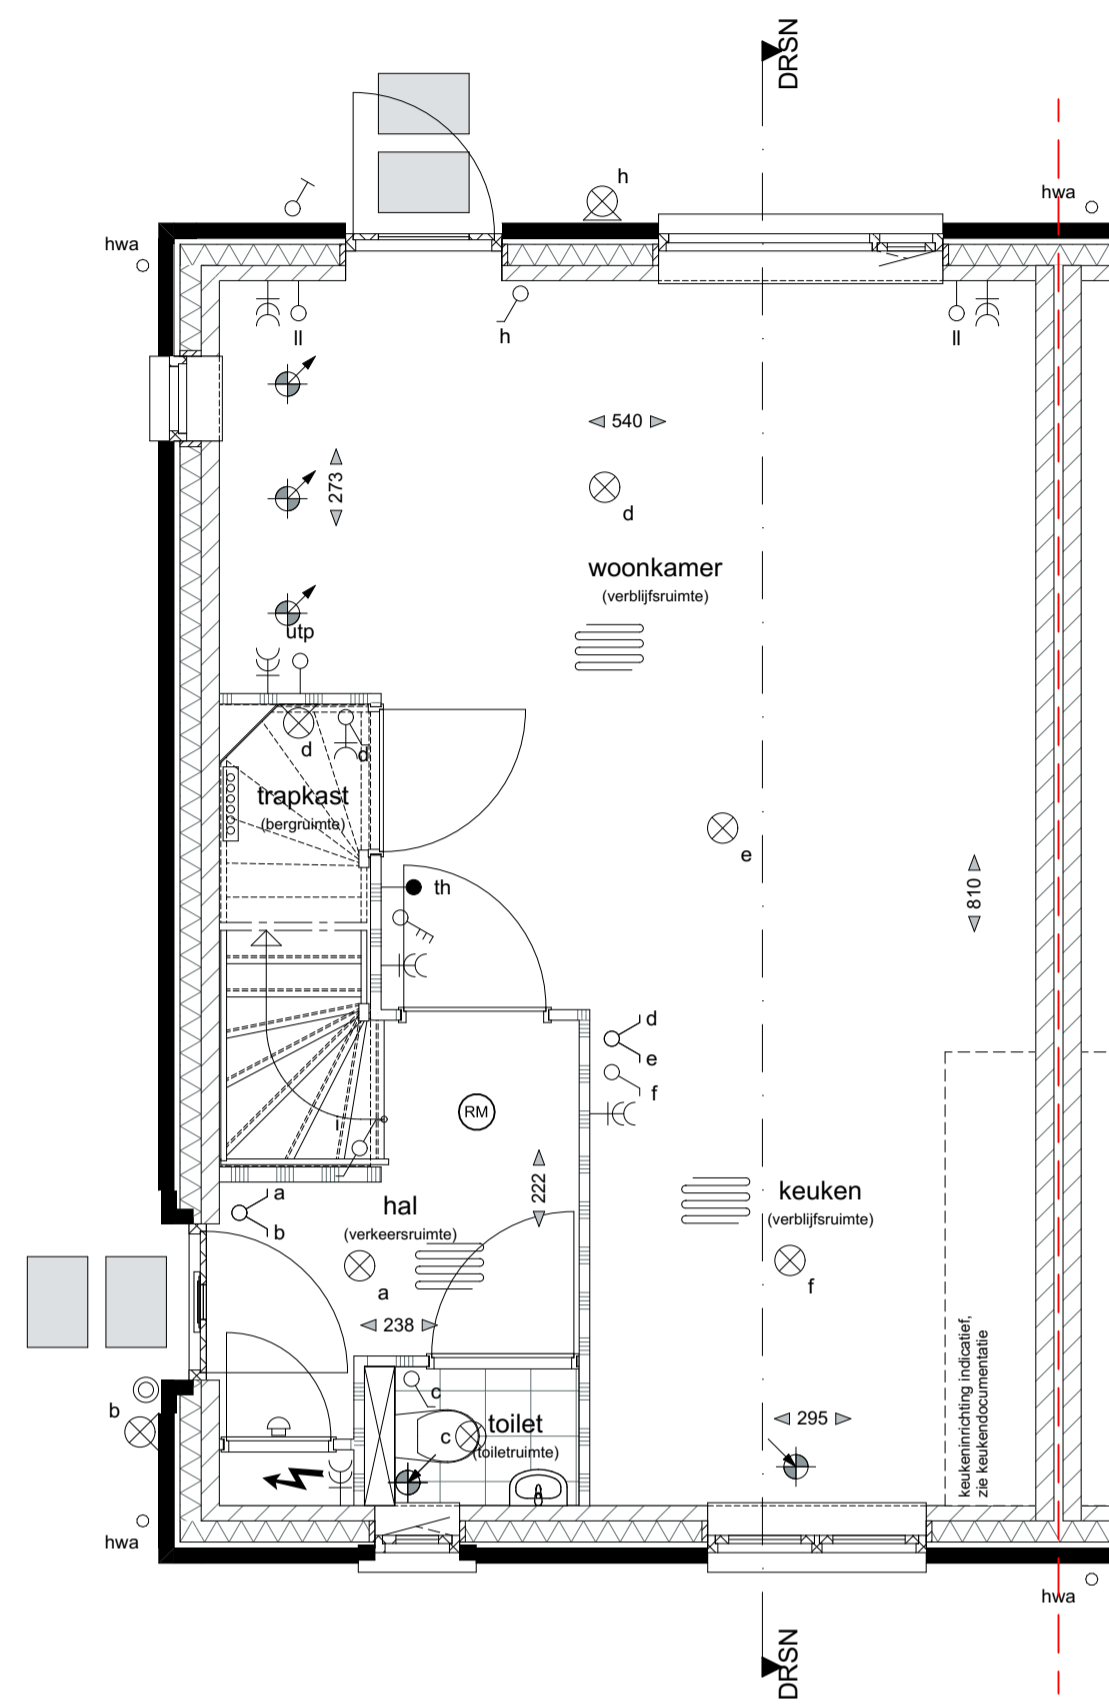 DRSN
h
hwa
hwa
ll
h
ll
540
273
d
woonkamer
(verblijfsruimte)
utp
d
d
trapkast
(bergruimte)
e
th
810
d
e
f
RM
i
222
a
b
hal
(verkeersruimte)
keuken
(verblijfsruimte)
a
f
238
keukeninrichting indicatief,
zie keukendocumentatie
c
b
c
toilet
(toiletruimte)
295
hwa
hwa
DRSN